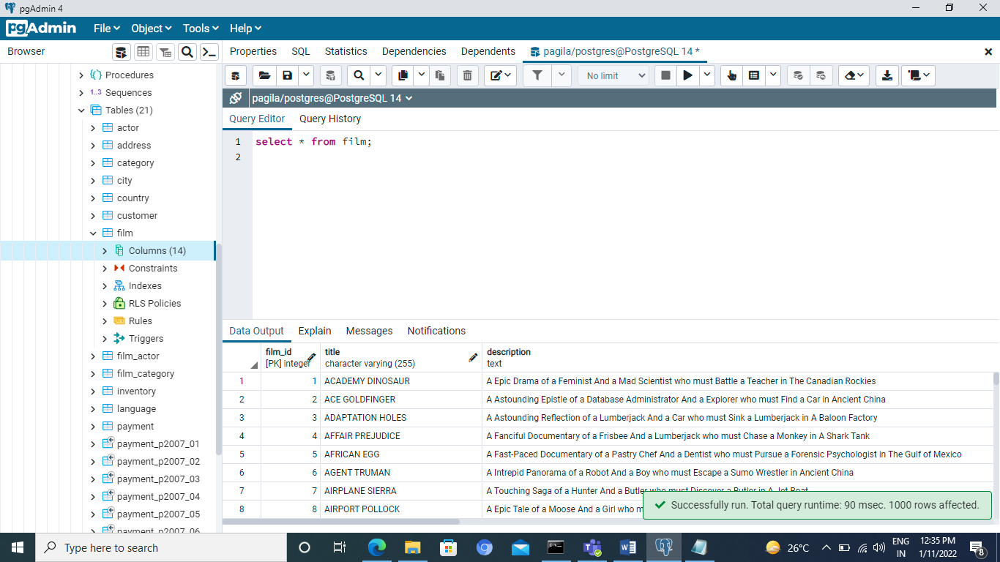 pgAdmin 4
pgAdmin File Object Tools Help
Browser
Properties SQL Statistics Dependencies Dependents pagila/postgres@PostgreSQL 14 *
No limit
pagila/postgres@PostgreSQL 14
Query Editor Query History
1 select * from film;
2
Procedures
1..3 Sequences
Tables (21)
actor
address
category
city
country
customer
film
Columns (14)
Constraints
Indexes
RLS Policies
Rules
Triggers
film_actor
film_category
inventory
language
payment
payment_p2007_01
payment_p2007_02
payment_p2007_03
payment_p2007_04
payment_p2007_05
payment_p2007_06
Data Output Explain Messages Notifications
film_id title description
[PK] integer character varying (255) text
1 1 ACADEMY DINOSAUR A Epic Drama of a Feminist And a Mad Scientist who must Battle a Teacher in The Canadian Rockies
2 2 ACE GOLDFINGER A Astounding Epistle of a Database Administrator And a Explorer who must Find a Car in Ancient China
3 3 ADAPTATION HOLES A Astounding Reflection of a Lumberjack And a Car who must Sink a Lumberjack in A Baloon Factory
4 4 AFFAIR PREJUDICE A Fanciful Documentary of a Frisbee And a Lumberjack who must Chase a Monkey in A Shark Tank
5 5 AFRICAN EGG A Fast-Paced Documentary of a Pastry Chef And a Dentist who must Pursue a Forensic Psychologist in The Gulf of Mexico
6 6 AGENT TRUMAN A Intrepid Panorama of a Robot And a Boy who must Escape a Sumo Wrestler in Ancient China
7 7 AIRPLANE SIERRA A Touching Saga of a Hunter And a Butler who must Discover a Butler in A Jet Boat
8 8 AIRPORT POLLOCK A Epic Tale of a Moose And a Girl who m
Successfully run. Total query runtime: 90 msec. 1000 rows affected.
Type here to search
26°C
ENG
IN
12:35 PM
1/11/2022
8